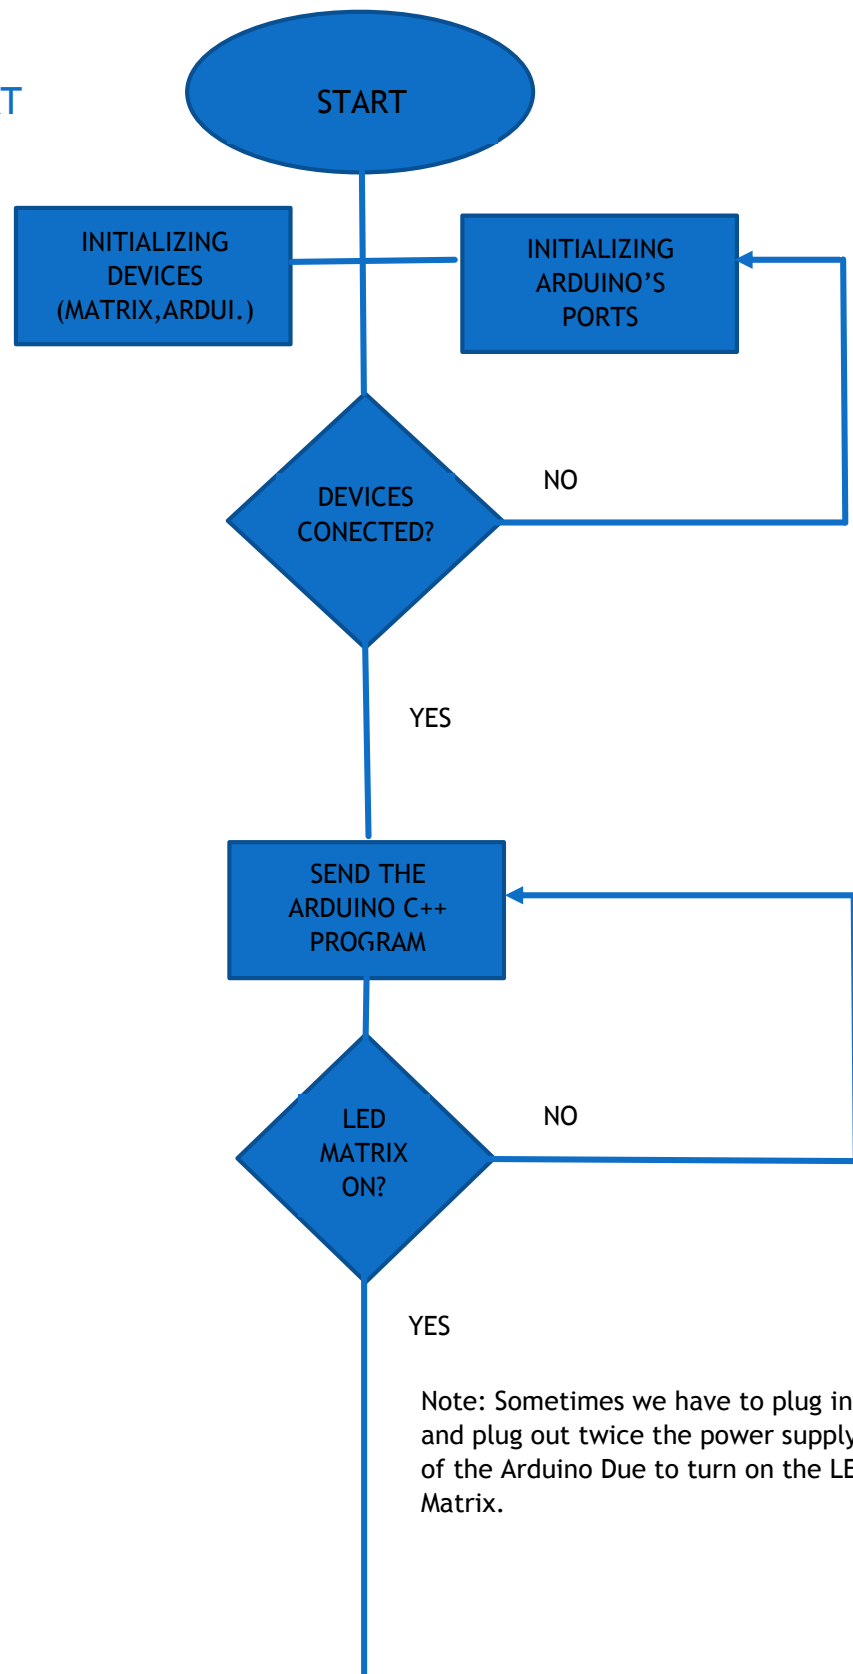 T
START
INITIALIZING
DEVICES
(MATRIX,ARDUI.)
INITIALIZING
ARDUINO’S
PORTS
DEVICES
CONECTED?
NO
YES
SEND THE
ARDUINO C++
PROGRAM
LED
MATRIX
ON?
NO
YES
Note: Sometimes we have to plug in
and plug out twice the power supply
of the Arduino Due to turn on the LE
Matrix.